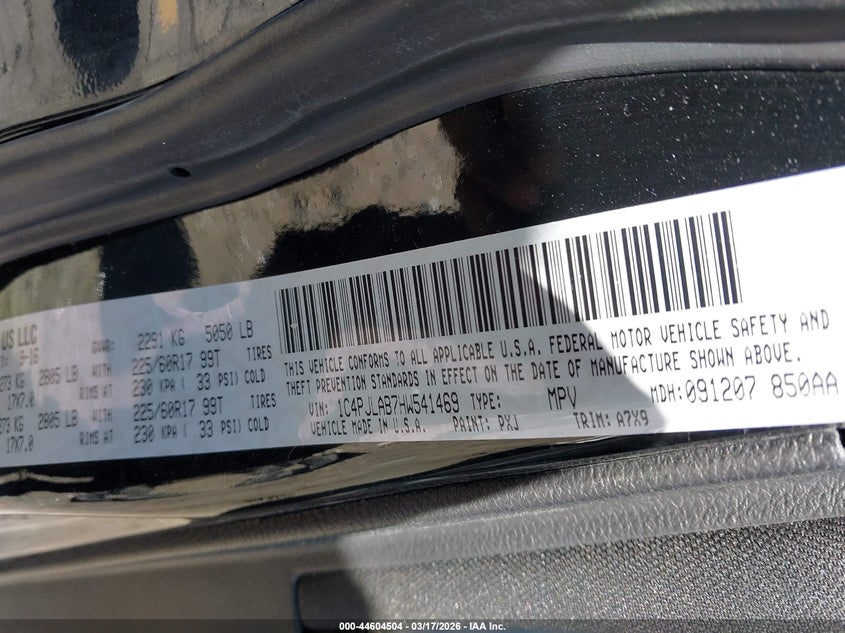 US LLC
9-16
GVWR: 2291 KG 5050 LB
273 KG 2805 LB WITH 225/60R17 99T TIRES
17X7.0 RIMS AT 230 KPA ( 33 PSI) COLD
273 KG 2805 LB WITH 225/60R17 99T TIRES
17X7.0 RIMS AT 230 KPA ( 33 PSI) COLD
THIS VEHICLE CONFORMS TO ALL APPLICABLE U.S.A. FEDERAL MOTOR VEHICLE SAFETY AND
THEFT PREVENTION STANDARDS IN EFFECT ON THE DATE OF MANUFACTURE SHOWN ABOVE.
VIN: 1C4PJLAB7HW541469 TYPE: MPV MDH:091207 850AA
VEHICLE MADE IN U.S.A. PAINT: PXJ TRIM: A7X9
000-44604504 — 03/17/2026 — IAA Inc.